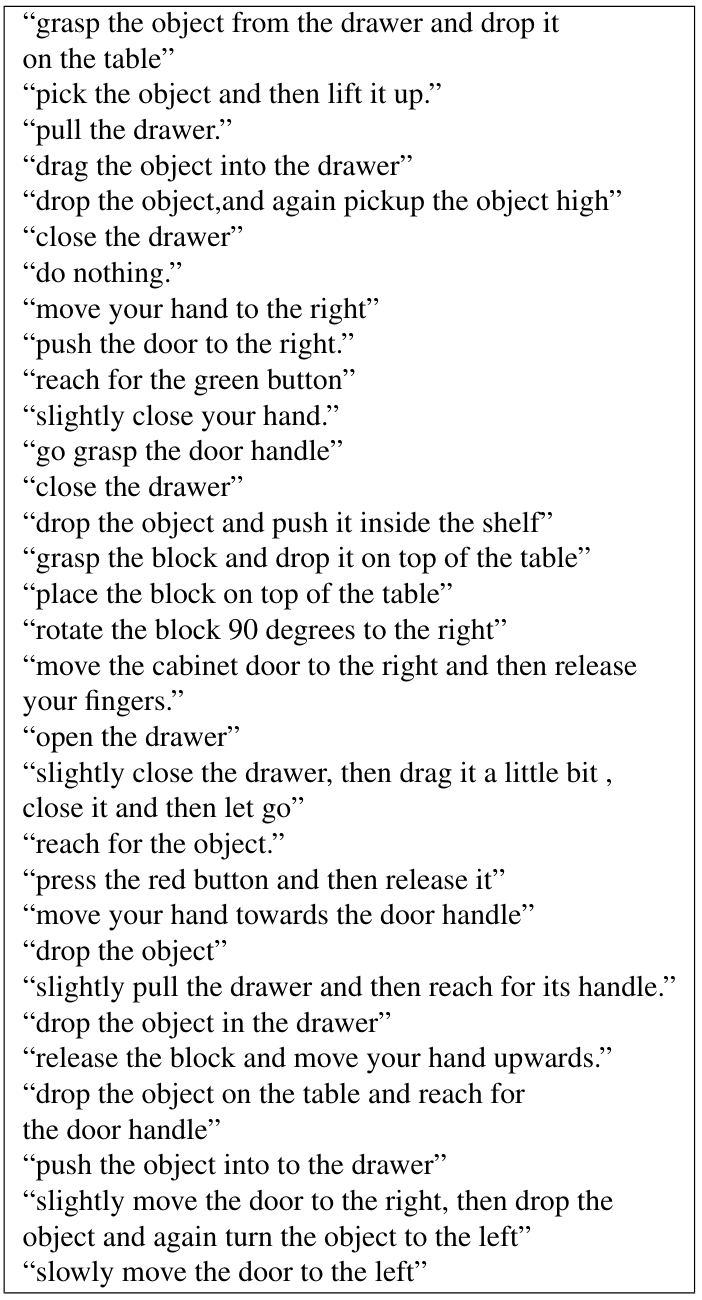 “grasp the object from the drawer and drop it
on the table”
“pick the object and then lift it up.”
“pull the drawer.”
“drag the object into the drawer”
“drop the object,and again pickup the object high”
“close the drawer”
“do nothing.”
“move your hand to the right”
“push the door to the right.”
“reach for the green button”
“slightly close your hand.”
“go grasp the door handle”
“close the drawer”
“drop the object and push it inside the shelf”
“grasp the block and drop it on top of the table”
“place the block on top of the table”
“rotate the block 90 degrees to the right”
“move the cabinet door to the right and then release
your fingers.”
“open the drawer”
“slightly close the drawer, then drag it a little bit ,
close it and then let go”
“reach for the object.”
“press the red button and then release it”
“move your hand towards the door handle”
“drop the object”
“slightly pull the drawer and then reach for its handle.”
“drop the object in the drawer”
“release the block and move your hand upwards.”
“drop the object on the table and reach for
the door handle”
“push the object into to the drawer”
“slightly move the door to the right, then drop the
object and again turn the object to the left”
“slowly move the door to the left”